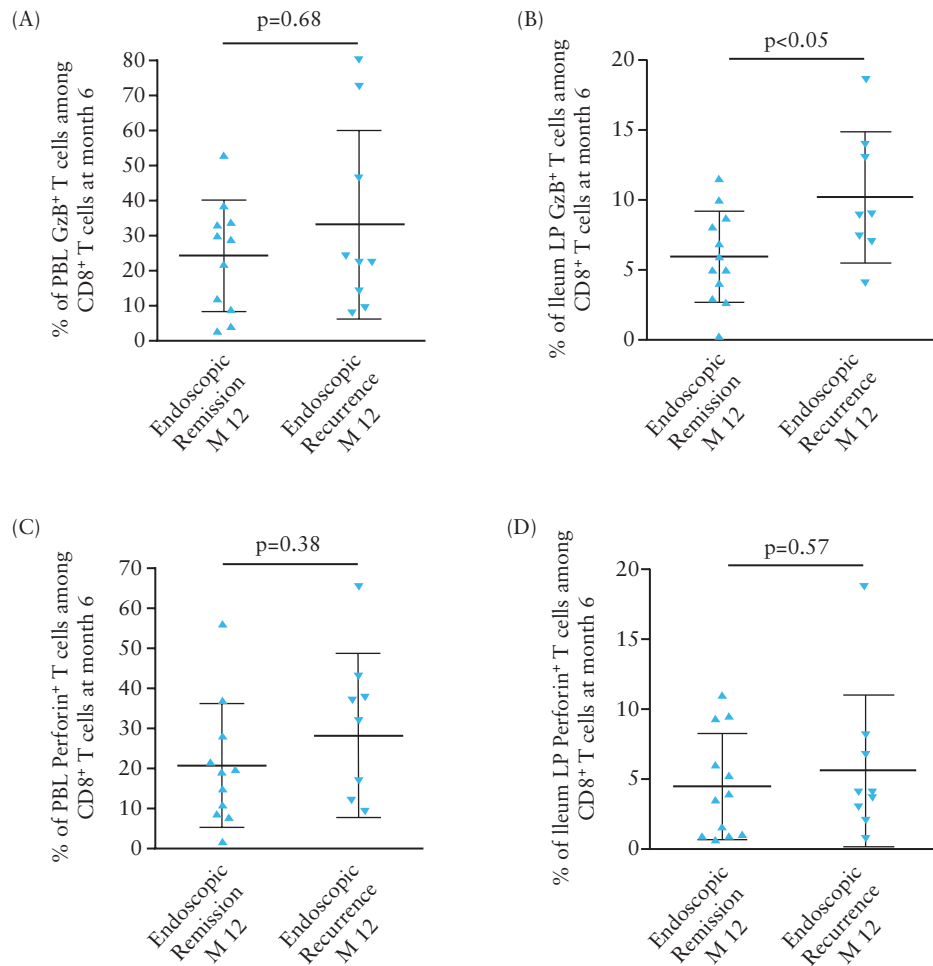 (A)
p=0.68
% of PBL GzB⁺ T cells among
CD8⁺ T cells at month 6
80
70
60
50
40
30
20
10
0
Endoscopic
Remission
M 12
Endoscopic
Recurrence
M 12
(B)
p<0.05
% of Ileum LP GzB⁺ T cells among
CD8⁺ T cells at month 6
20
15
10
5
0
Endoscopic
Remission
M 12
Endoscopic
Recurrence
M 12
(C)
p=0.38
% of PBL Perforin⁺ T cells among
CD8⁺ T cells at month 6
70
60
50
40
30
20
10
0
Endoscopic
Remission
M 12
Endoscopic
Recurrence
M 12
(D)
p=0.57
% of Ileum LP Perforin⁺ T cells among
CD8⁺ T cells at month 6
20
15
10
5
0
Endoscopic
Remission
M 12
Endoscopic
Recurrence
M 12